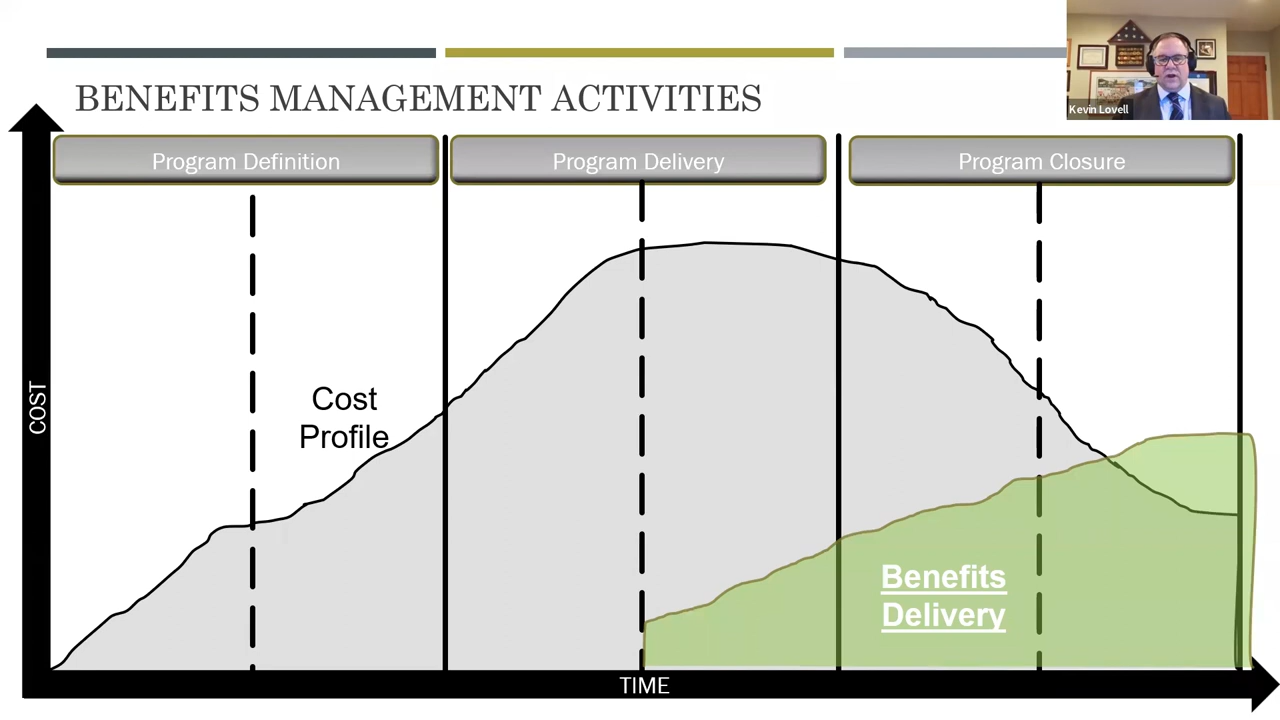 Kevin Lovell
BENEFITS MANAGEMENT ACTIVITIES
Program Definition
Program Delivery
Program Closure
COST
Cost
Profile
Benefits
Delivery
TIME